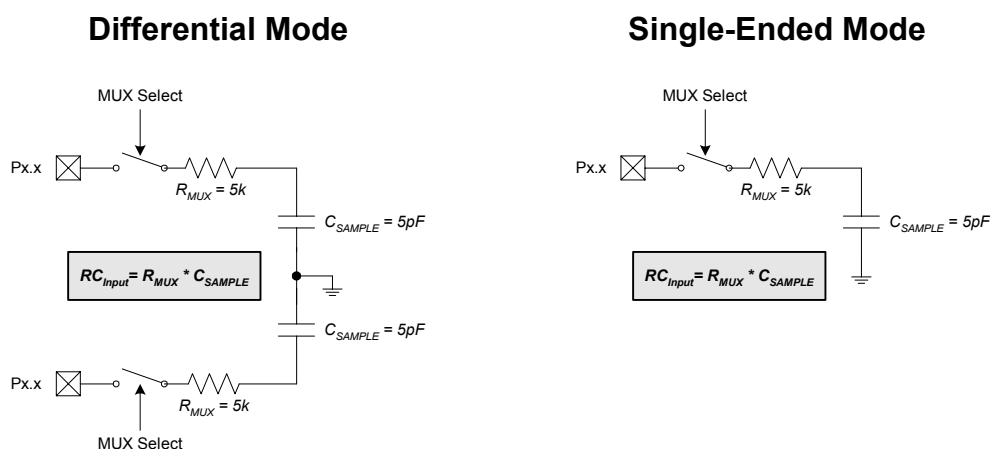 Differential Mode
MUX Select
Px.x
R_MUX = 5k
C_SAMPLE = 5pF
RC_Input= R_MUX * C_SAMPLE
C_SAMPLE = 5pF
Px.x
R_MUX = 5k
MUX Select
Single-Ended Mode
MUX Select
Px.x
R_MUX = 5k
C_SAMPLE = 5pF
RC_Input= R_MUX * C_SAMPLE